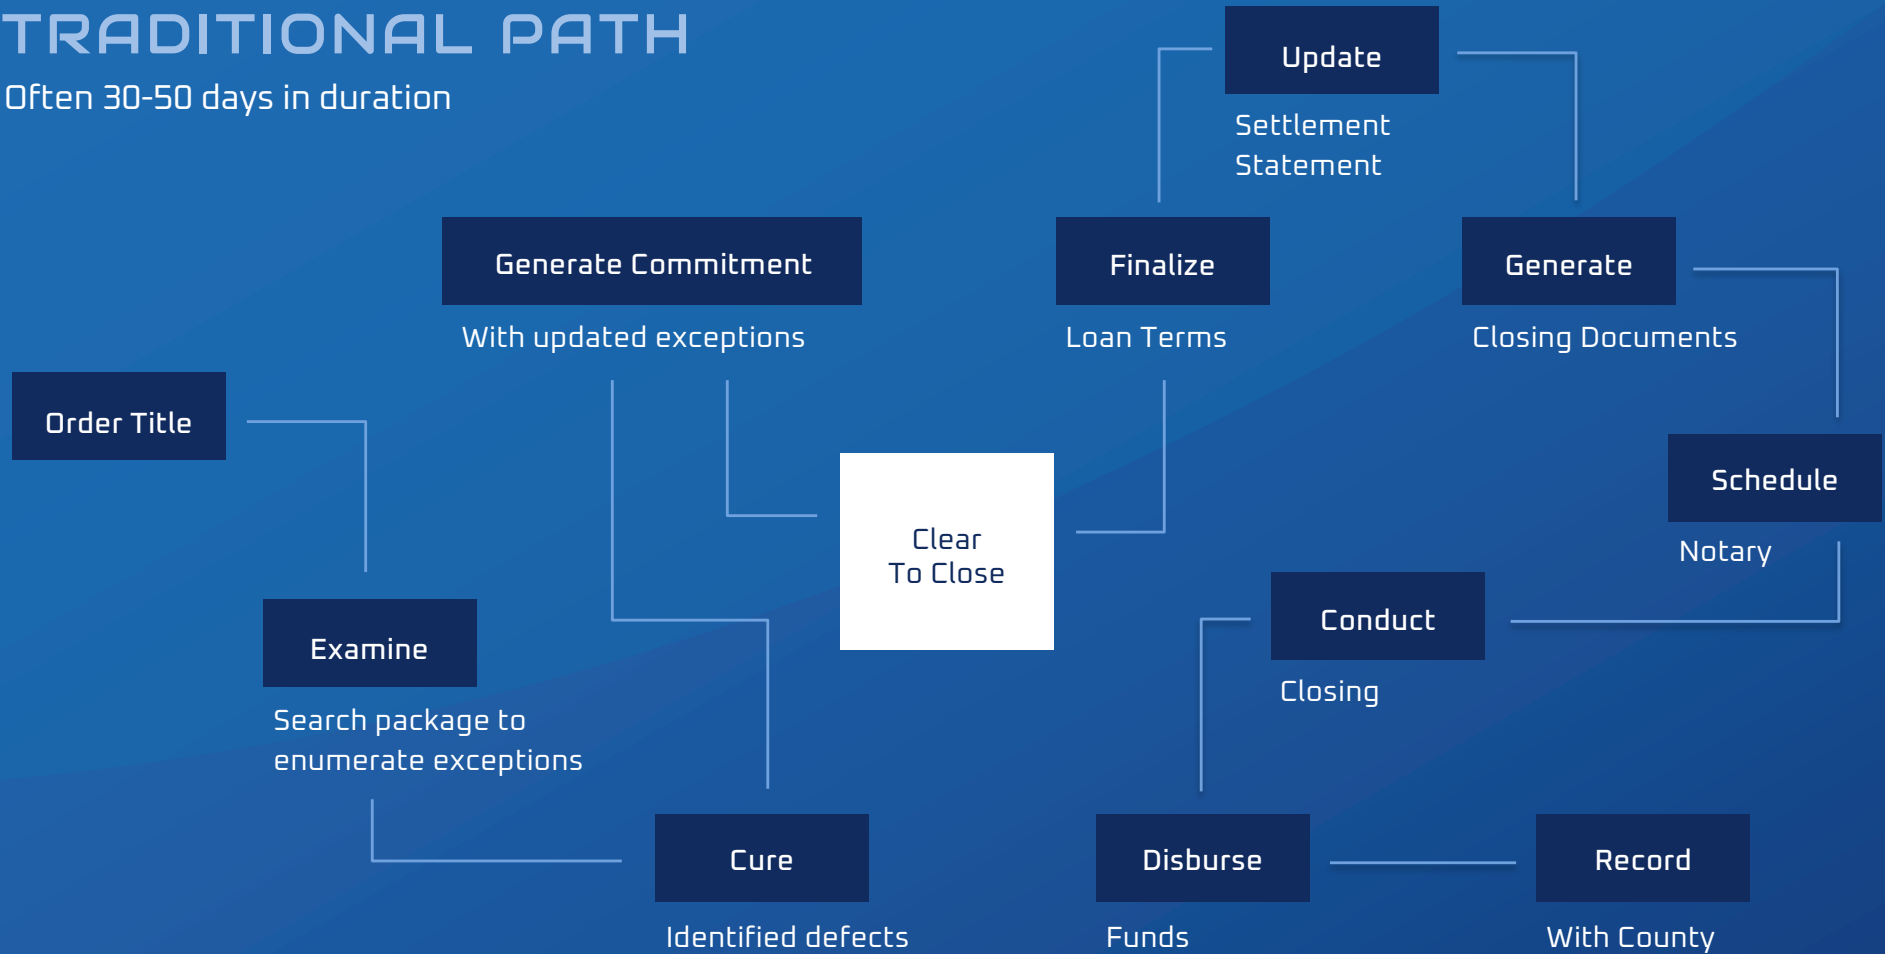 TRADITIONAL PATH
Often 30-50 days in duration
Order Title
Examine
Search package to
enumerate exceptions
Cure
Identified defects
Generate Commitment
With updated exceptions
Clear
To Close
Finalize
Loan Terms
Update
Settlement
Statement
Generate
Closing Documents
Schedule
Notary
Conduct
Closing
Disburse
Funds
Record
With County